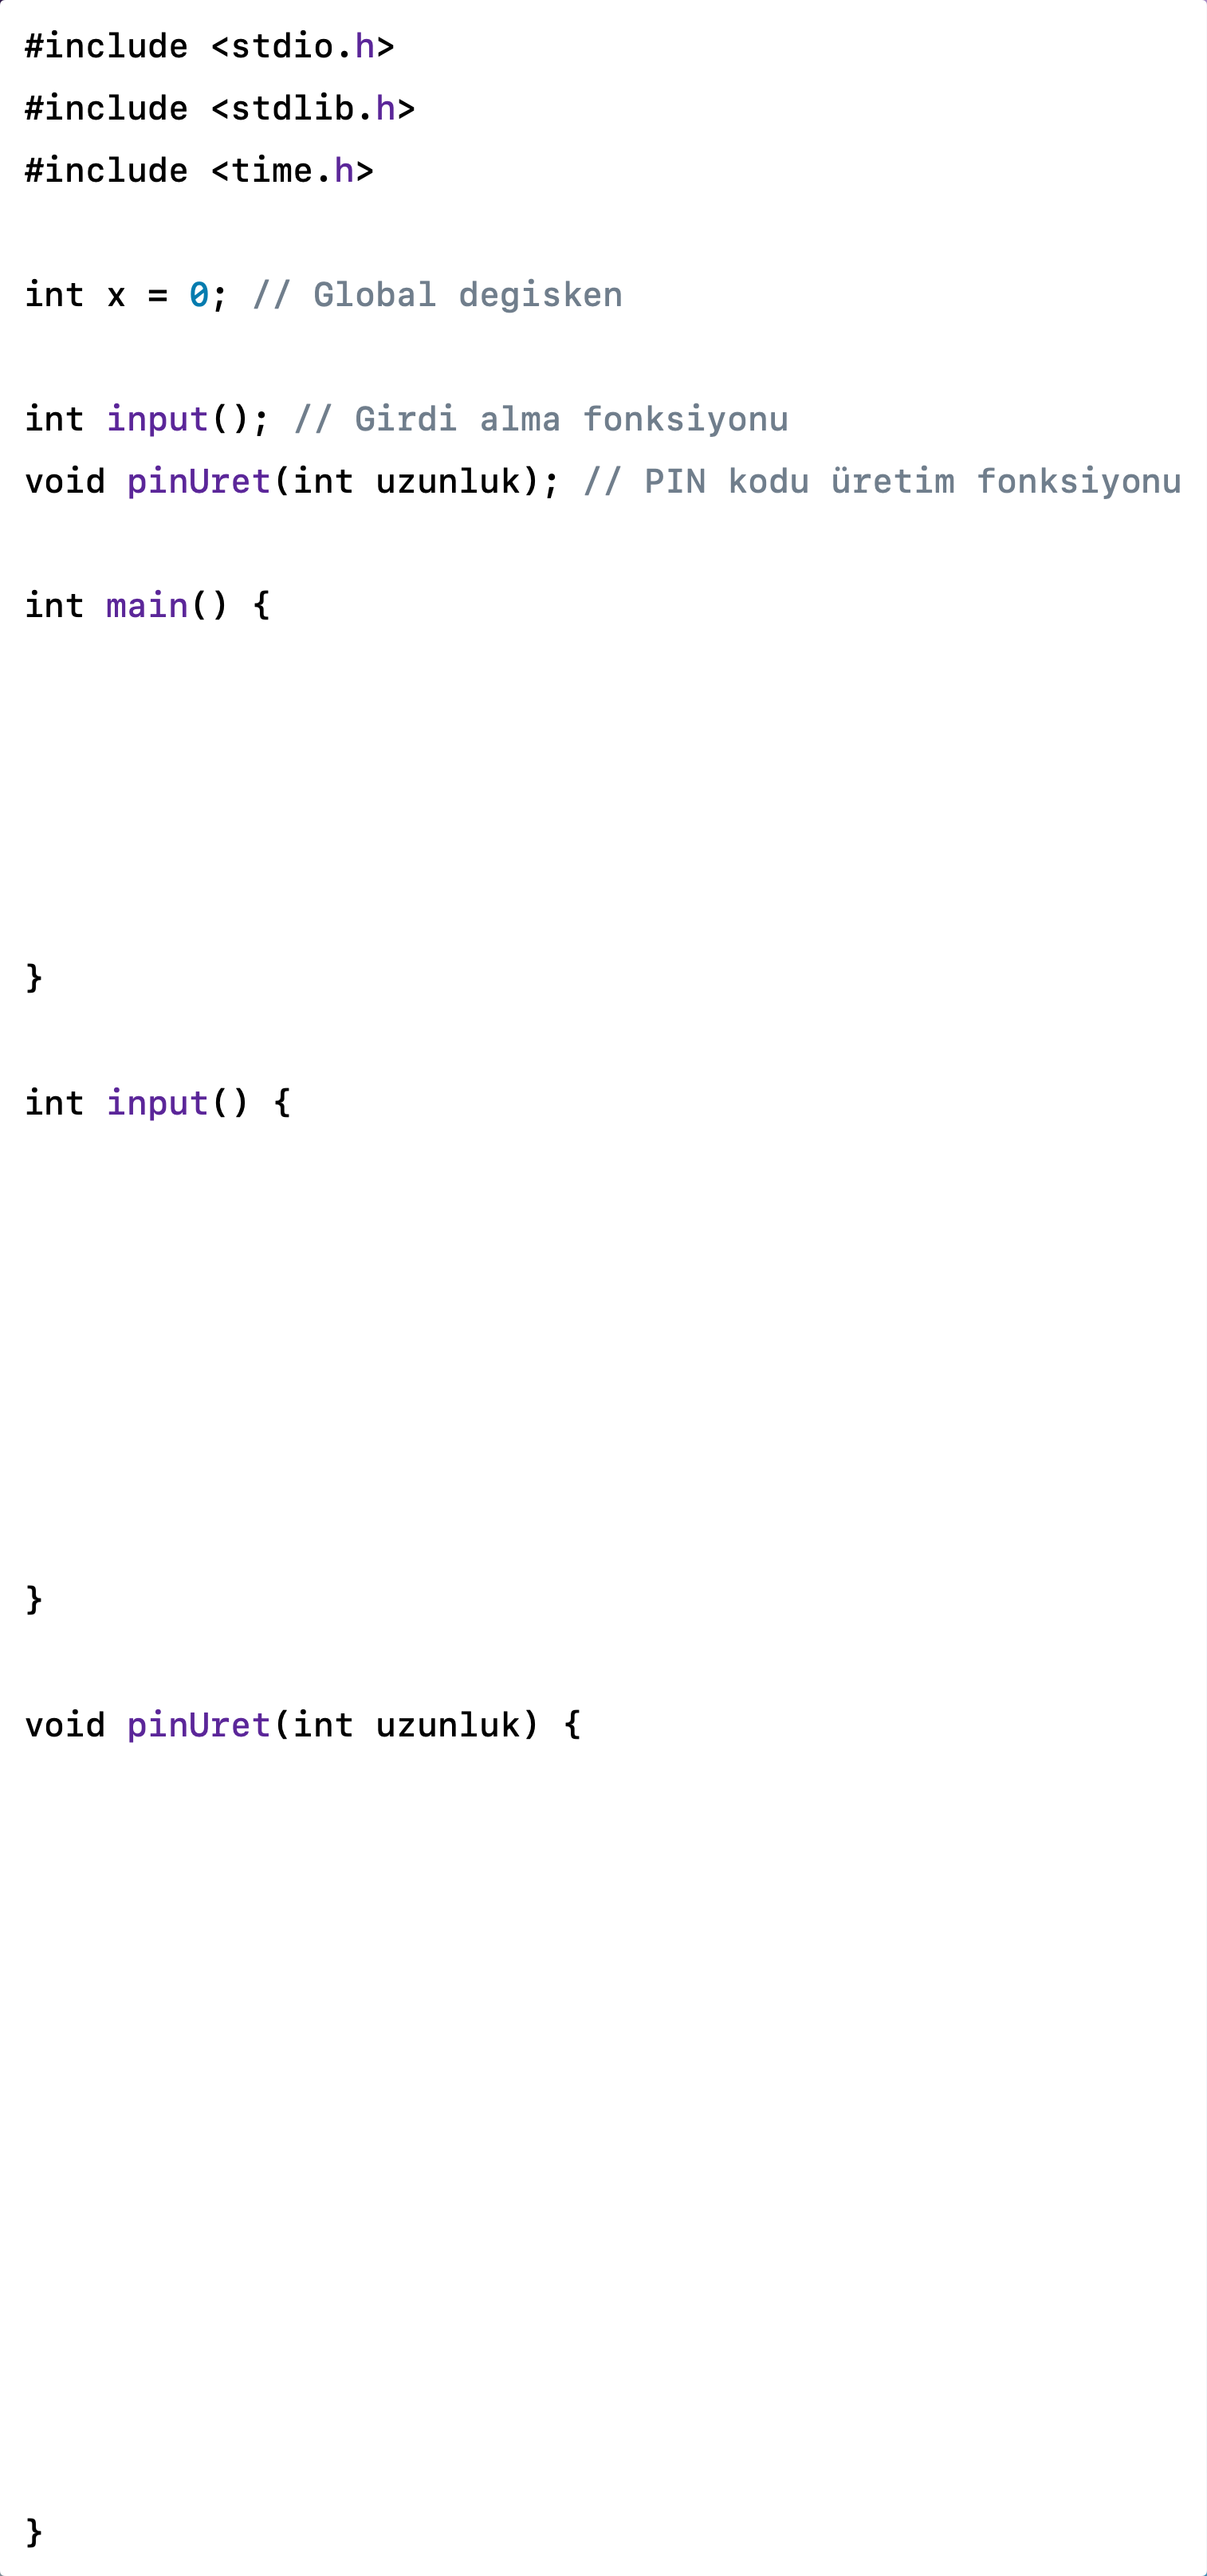 #include <stdio.h>
#include <stdlib.h>
#include <time.h>
int x = 0; // Global degisken
int input(); // Girdi alma fonksiyonu
void pinUret(int uzunluk); // PIN kodu üretim fonksiyonu
int main() {
}
int input() {
}
void pinUret(int uzunluk) {
}